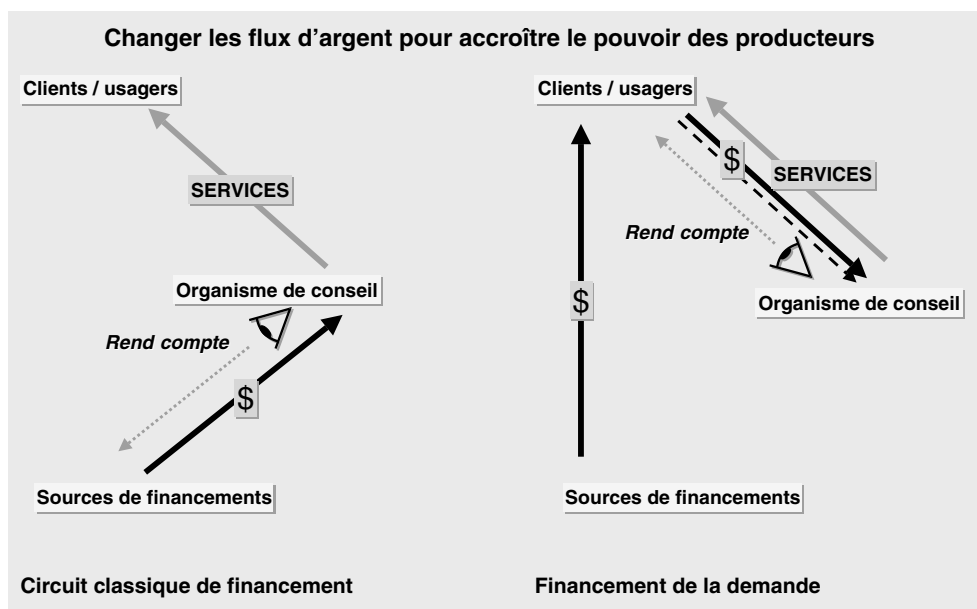 Changer les flux d'argent pour accroître le pouvoir des producteurs
Clients / usagers
SERVICES
Organisme de conseil
Rend compte
$
Sources de financements
Circuit classique de financement
Clients / usagers
$
SERVICES
Rend compte
$
Organisme de conseil
Sources de financements
Financement de la demande